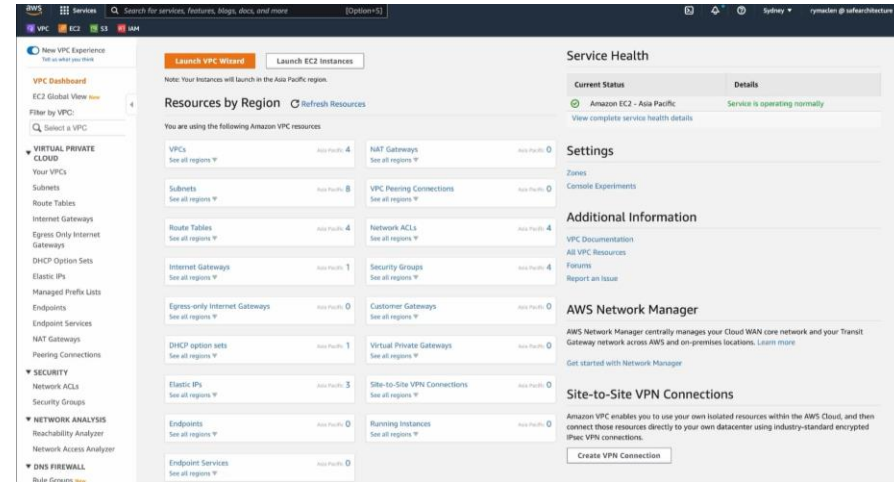 aws
Services
Search for services, features, blogs, docs, and more
[Option+S]
Sydney ▼
rymaclen @ safearchitecture
VPC
EC2
S3
IAM
New VPC Experience
Tell us what you think
VPC Dashboard
EC2 Global View New
Filter by VPC:
Select a VPC
VIRTUAL PRIVATE
CLOUD
Your VPCs
Subnets
Route Tables
Internet Gateways
Egress Only Internet
Gateways
DHCP Option Sets
Elastic IPs
Managed Prefix Lists
Endpoints
Endpoint Services
NAT Gateways
Peering Connections
SECURITY
Network ACLs
Security Groups
NETWORK ANALYSIS
Reachability Analyzer
Network Access Analyzer
DNS FIREWALL
Rule Groups New
Launch VPC Wizard
Launch EC2 Instances
Note: Your Instances will launch in the Asia Pacific region.
Resources by Region
Refresh Resources
You are using the following Amazon VPC resources
VPCs Asia Pacific 4
See all regions ▼
NAT Gateways Asia Pacific 0
See all regions ▼
Subnets Asia Pacific 8
See all regions ▼
VPC Peering Connections Asia Pacific 0
See all regions ▼
Route Tables Asia Pacific 4
See all regions ▼
Network ACLs Asia Pacific 4
See all regions ▼
Internet Gateways Asia Pacific 1
See all regions ▼
Security Groups Asia Pacific 4
See all regions ▼
Egress-only Internet Gateways Asia Pacific 0
See all regions ▼
Customer Gateways Asia Pacific 0
See all regions ▼
DHCP option sets Asia Pacific 1
See all regions ▼
Virtual Private Gateways Asia Pacific 0
See all regions ▼
Elastic IPs Asia Pacific 3
See all regions ▼
Site-to-Site VPN Connections Asia Pacific 0
See all regions ▼
Endpoints Asia Pacific 0
See all regions ▼
Running Instances Asia Pacific 0
See all regions ▼
Endpoint Services Asia Pacific 0
See all regions ▼
Service Health
Current Status
Details
Amazon EC2 - Asia Pacific
Service is operating normally
View complete service health details
Settings
Zones
Console Experiments
Additional Information
VPC Documentation
All VPC Resources
Forums
Report an Issue
AWS Network Manager
AWS Network Manager centrally manages your Cloud WAN core network and your Transit
Gateway network across AWS and on-premises locations. Learn more
Get started with Network Manager
Site-to-Site VPN Connections
Amazon VPC enables you to use your own isolated resources within the AWS Cloud, and then
connect those resources directly to your own datacenter using industry-standard encrypted
IPsec VPN connections.
Create VPN Connection